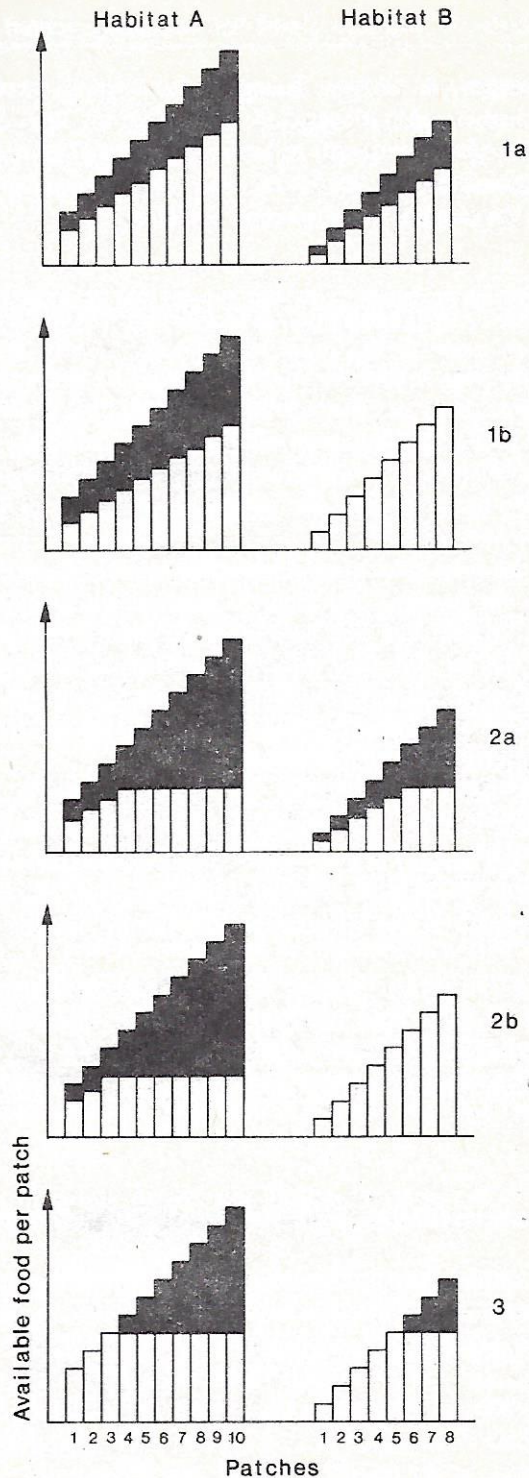 Habitat A Habitat B
1a
1b
2a
2b
3
Available food per patch
1 2 3 4 5 6 7 8 9 10 1 2 3 4 5 6 7 8
Patches